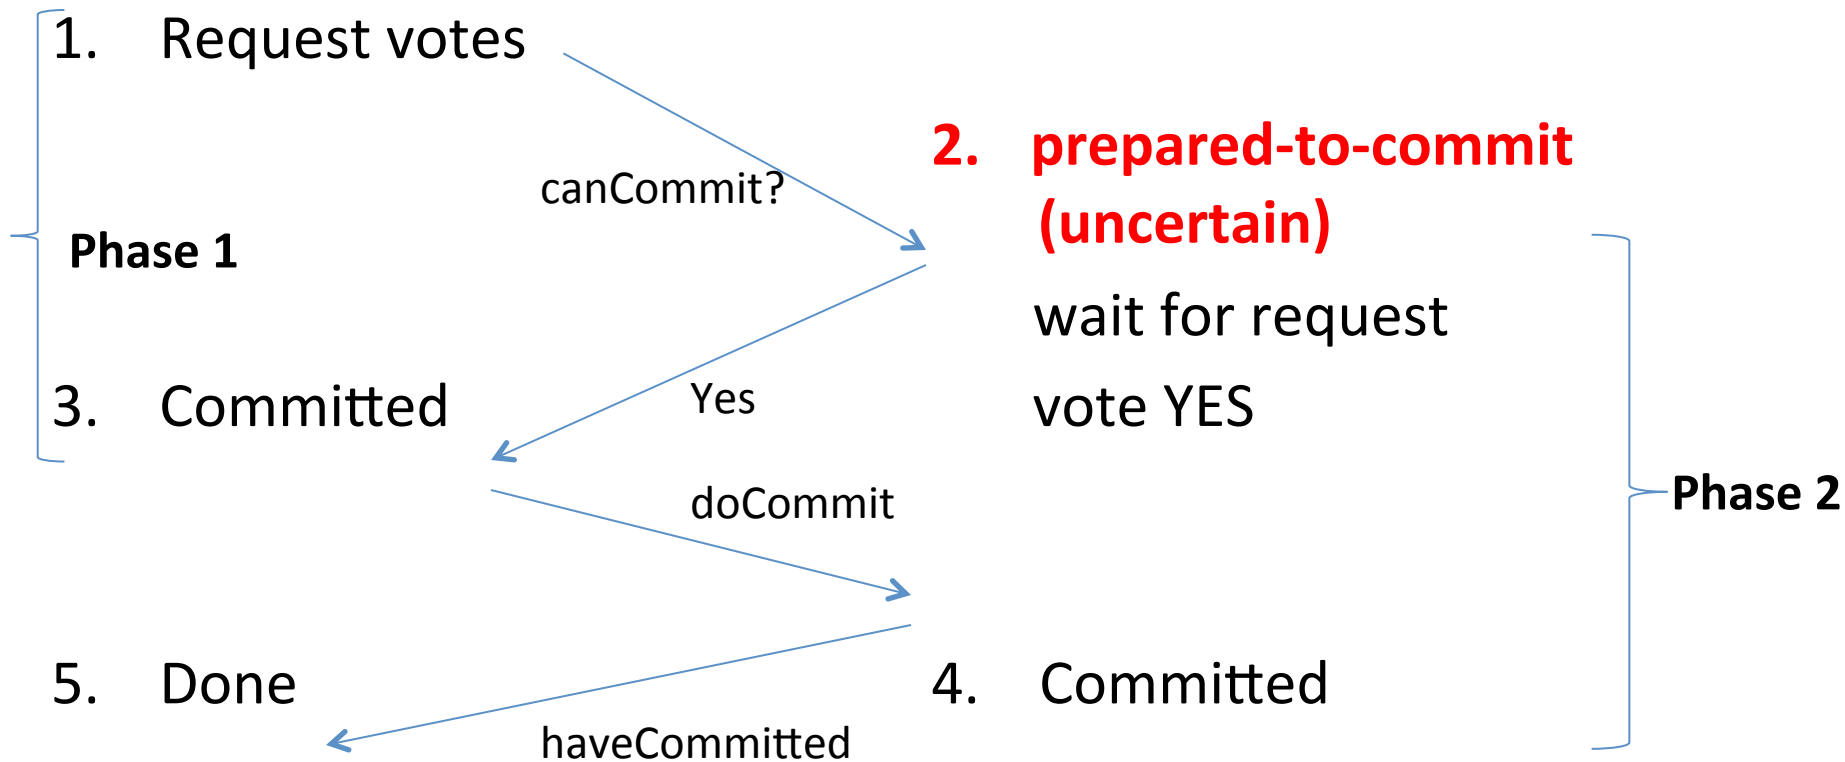 1. Request votes
canCommit?
2. prepared-to-commit
(uncertain)
Phase 1
wait for request
3. Committed
Yes
vote YES
doCommit
Phase 2
5. Done
4. Committed
haveCommitted